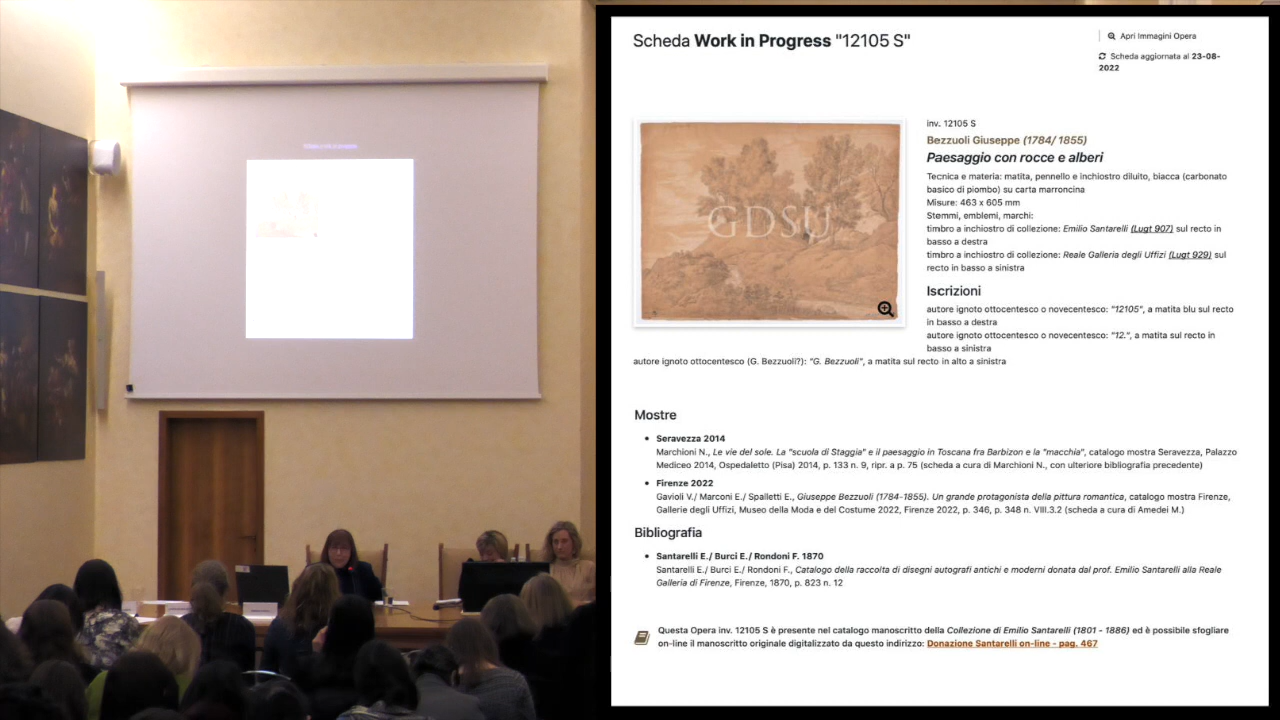 Scheda Work in Progress "12105 S"
Apri Immagini Opera
Scheda aggiornata al 23-08-
2022
GDSU
inv. 12105 S
Bezzuoli Giuseppe (1784/ 1855)
Paesaggio con rocce e alberi
Tecnica e materia: matita, pennello e inchiostro diluito, biacca (carbonato
basico di piombo) su carta marroncina
Misure: 463 x 605 mm
Stemmi, emblemi, marchi:
timbro a inchiostro di collezione: Emilio Santarelli (Lugt 907) sul recto in
basso a destra
timbro a inchiostro di collezione: Reale Galleria degli Uffizi (Lugt 929) sul
recto in basso a sinistra
Iscrizioni
autore ignoto ottocentesco o novecentesco: "12105", a matita blu sul recto
in basso a destra
autore ignoto ottocentesco o novecentesco: "12.", a matita sul recto in
basso a sinistra
autore ignoto ottocentesco (G. Bezzuoli?): "G. Bezzuoli", a matita sul recto in alto a sinistra
Mostre
Seravezza 2014
Marchioni N., Le vie del sole. La "scuola di Staggia" e il paesaggio in Toscana fra Barbizon e la "macchia", catalogo mostra Seravezza, Palazzo
Mediceo 2014, Ospedaletto (Pisa) 2014, p. 133 n. 9, ripr. a p. 75 (scheda a cura di Marchioni N., con ulteriore bibliografia precedente)
Firenze 2022
Gavioli V./ Marconi E./ Spalletti E., Giuseppe Bezzuoli (1784-1855). Un grande protagonista della pittura romantica, catalogo mostra Firenze,
Gallerie degli Uffizi, Museo della Moda e del Costume 2022, Firenze 2022, p. 346, p. 348 n. VIII.3.2 (scheda a cura di Amedei M.)
Bibliografia
Santarelli E./ Burci E./ Rondoni F. 1870
Santarelli E./ Burci E./ Rondoni F., Catalogo della raccolta di disegni autografi antichi e moderni donata dal prof. Emilio Santarelli alla Reale
Galleria di Firenze, Firenze, 1870, p. 823 n. 12
Questa Opera inv. 12105 S è presente nel catalogo manoscritto della Collezione di Emilio Santarelli (1801 - 1886) ed è possibile sfogliare
on-line il manoscritto originale digitalizzato da questo indirizzo: Donazione Santarelli on-line - pag. 467